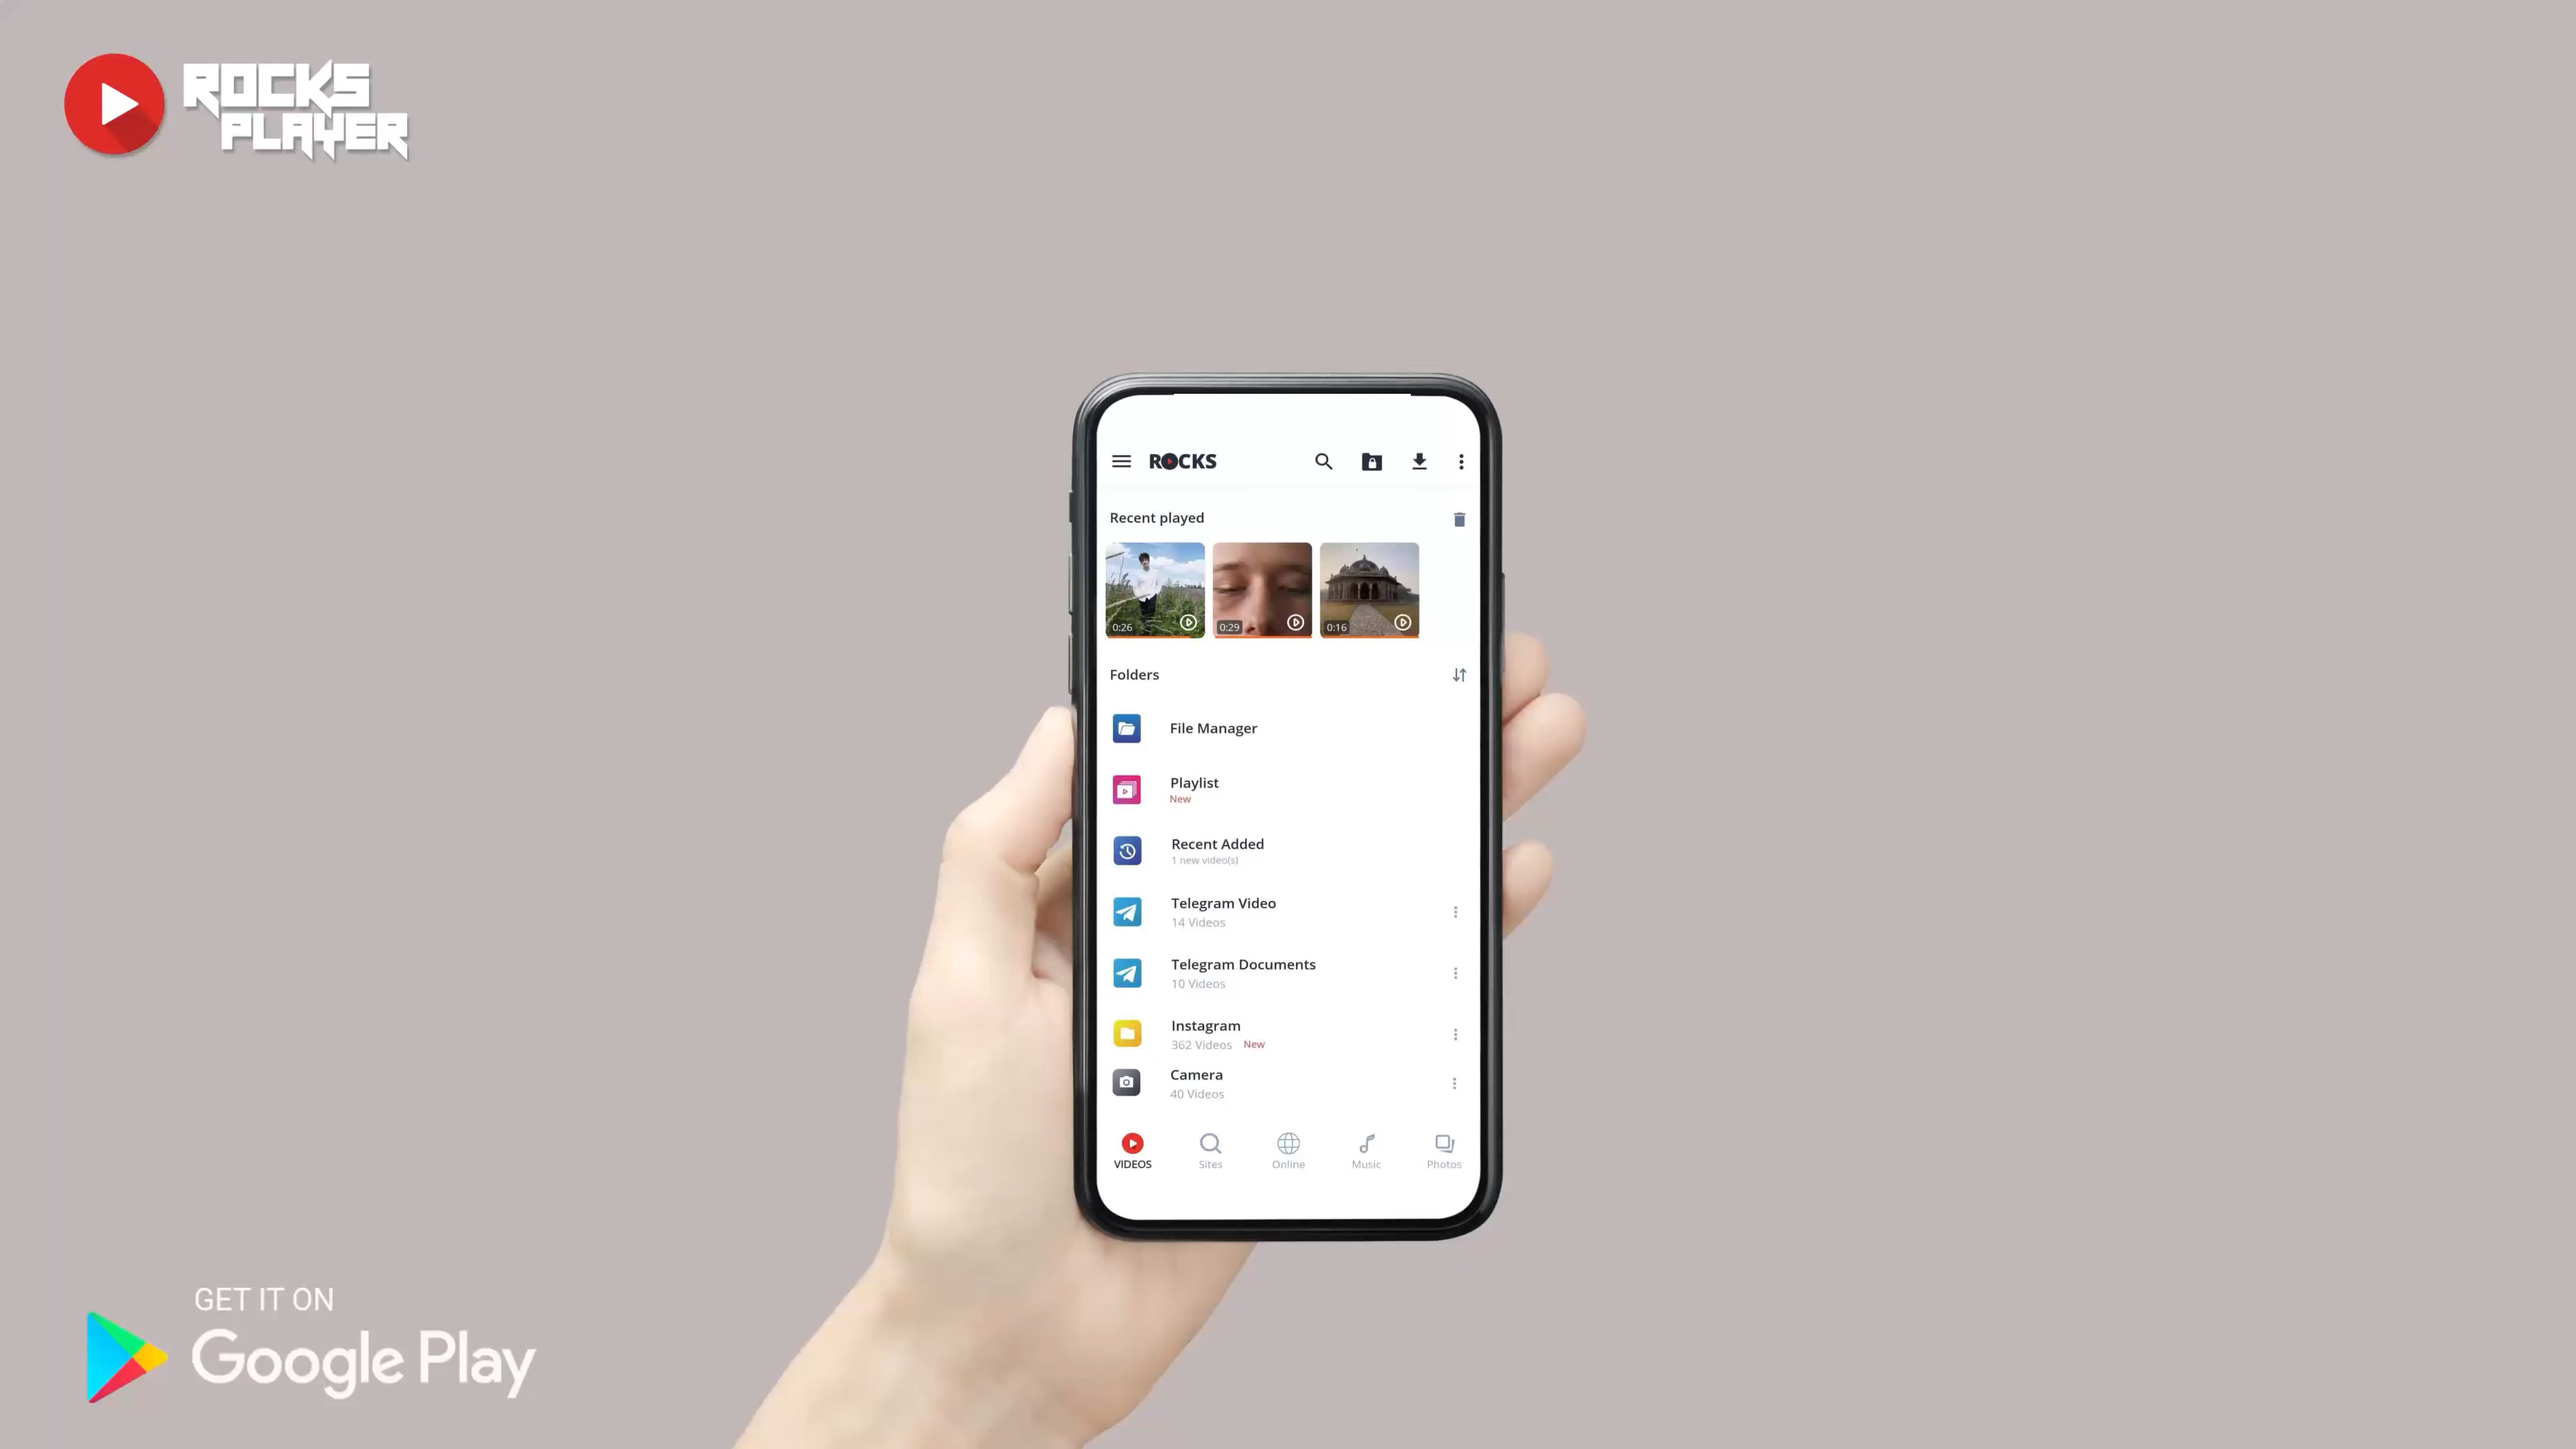 ROCKS
PLAYER
ROCKS
Recent played
0:26
0:29
0:16
Folders
File Manager
Playlist
New
Recent Added
1 new video(s)
Telegram Video
14 Videos
Telegram Documents
10 Videos
Instagram
362 Videos New
Camera
40 Videos
VIDEOS Sites Online Music Photos
GET IT ON
Google Play